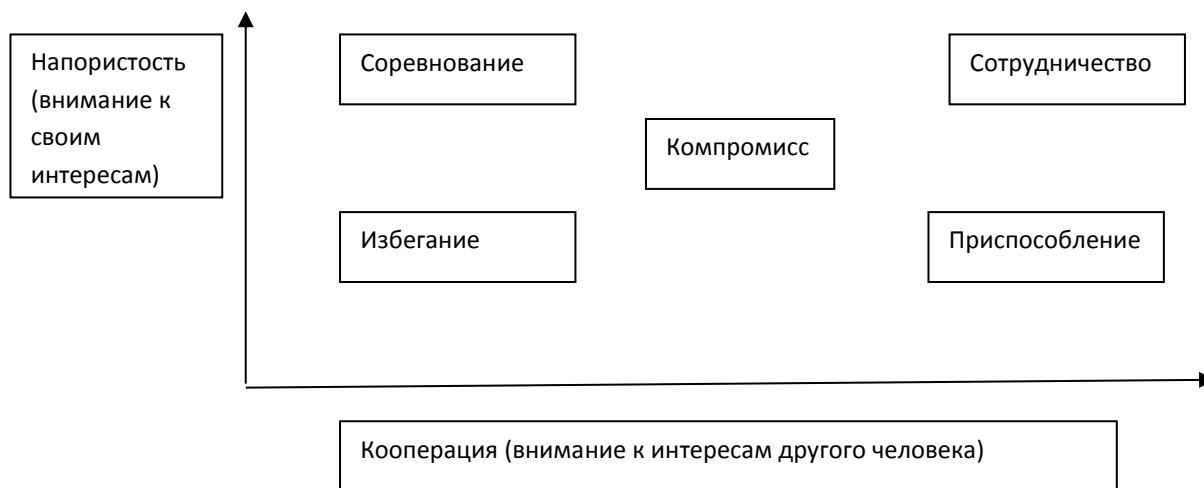 Напористость
(внимание к
своим
интересам)
Соревнование
Сотрудничество
Компромисс
Избегание
Приспособление
Кооперация (внимание к интересам другого человека)